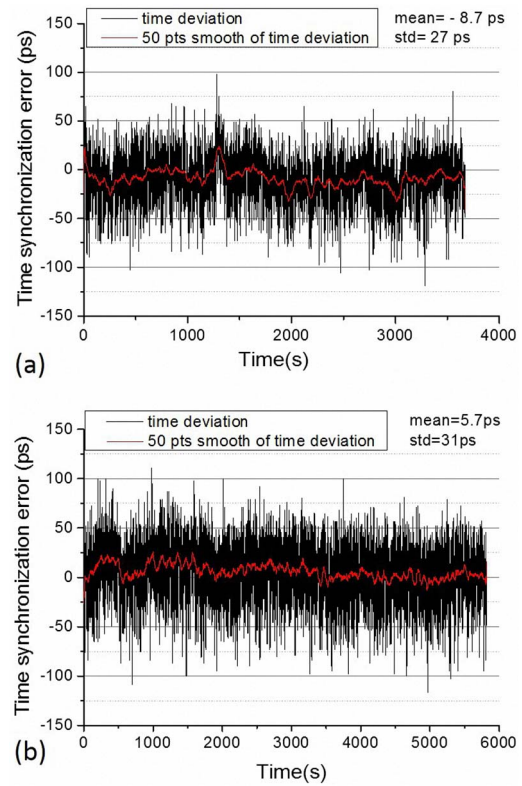 time deviation
50 pts smooth of time deviation
mean= - 8.7 ps
std= 27 ps
Time synchronization error (ps)
150
100
50
0
-50
-100
-150
0 1000 2000 3000 4000
Time(s)
(a)
time deviation
50 pts smooth of time deviation
mean=5.7ps
std=31ps
Time synchronization error (ps)
150
100
50
0
-50
-100
-150
0 1000 2000 3000 4000 5000 6000
Time(s)
(b)